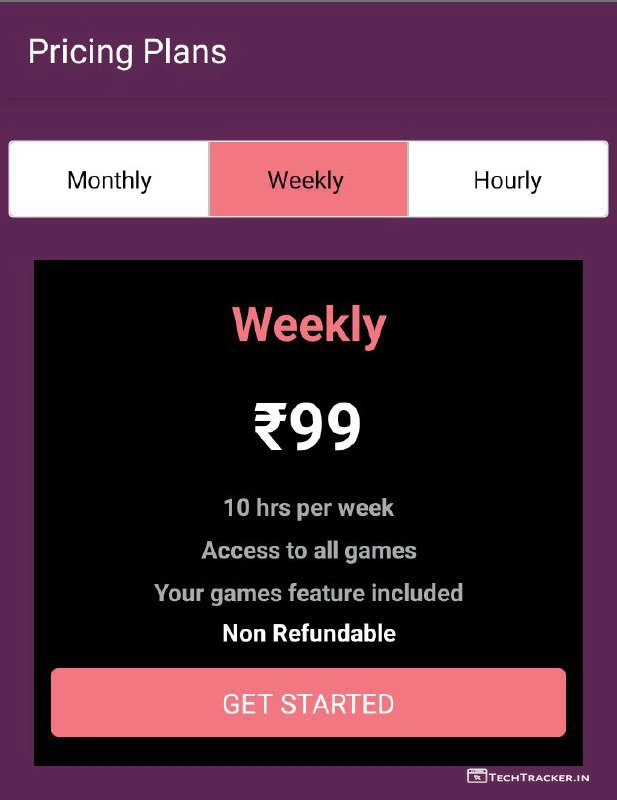 Pricing Plans
Monthly Weekly Hourly
Weekly
₹99
10 hrs per week
Access to all games
Your games feature included
Non Refundable
GET STARTED
TECHTRACKER.IN